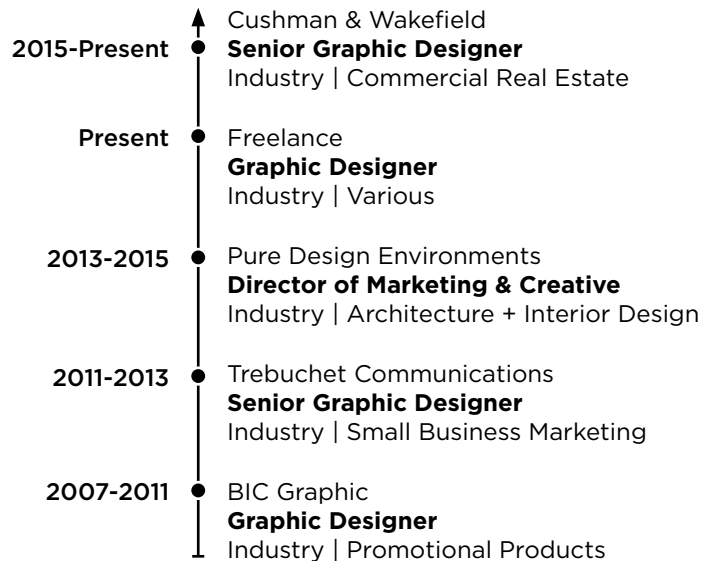 Cushman & Wakefield
2015-Present
Senior Graphic Designer
Industry | Commercial Real Estate
Present
Freelance
Graphic Designer
Industry | Various
2013-2015
Pure Design Environments
Director of Marketing & Creative
Industry | Architecture + Interior Design
2011-2013
Trebuchet Communications
Senior Graphic Designer
Industry | Small Business Marketing
2007-2011
BIC Graphic
Graphic Designer
Industry | Promotional Products